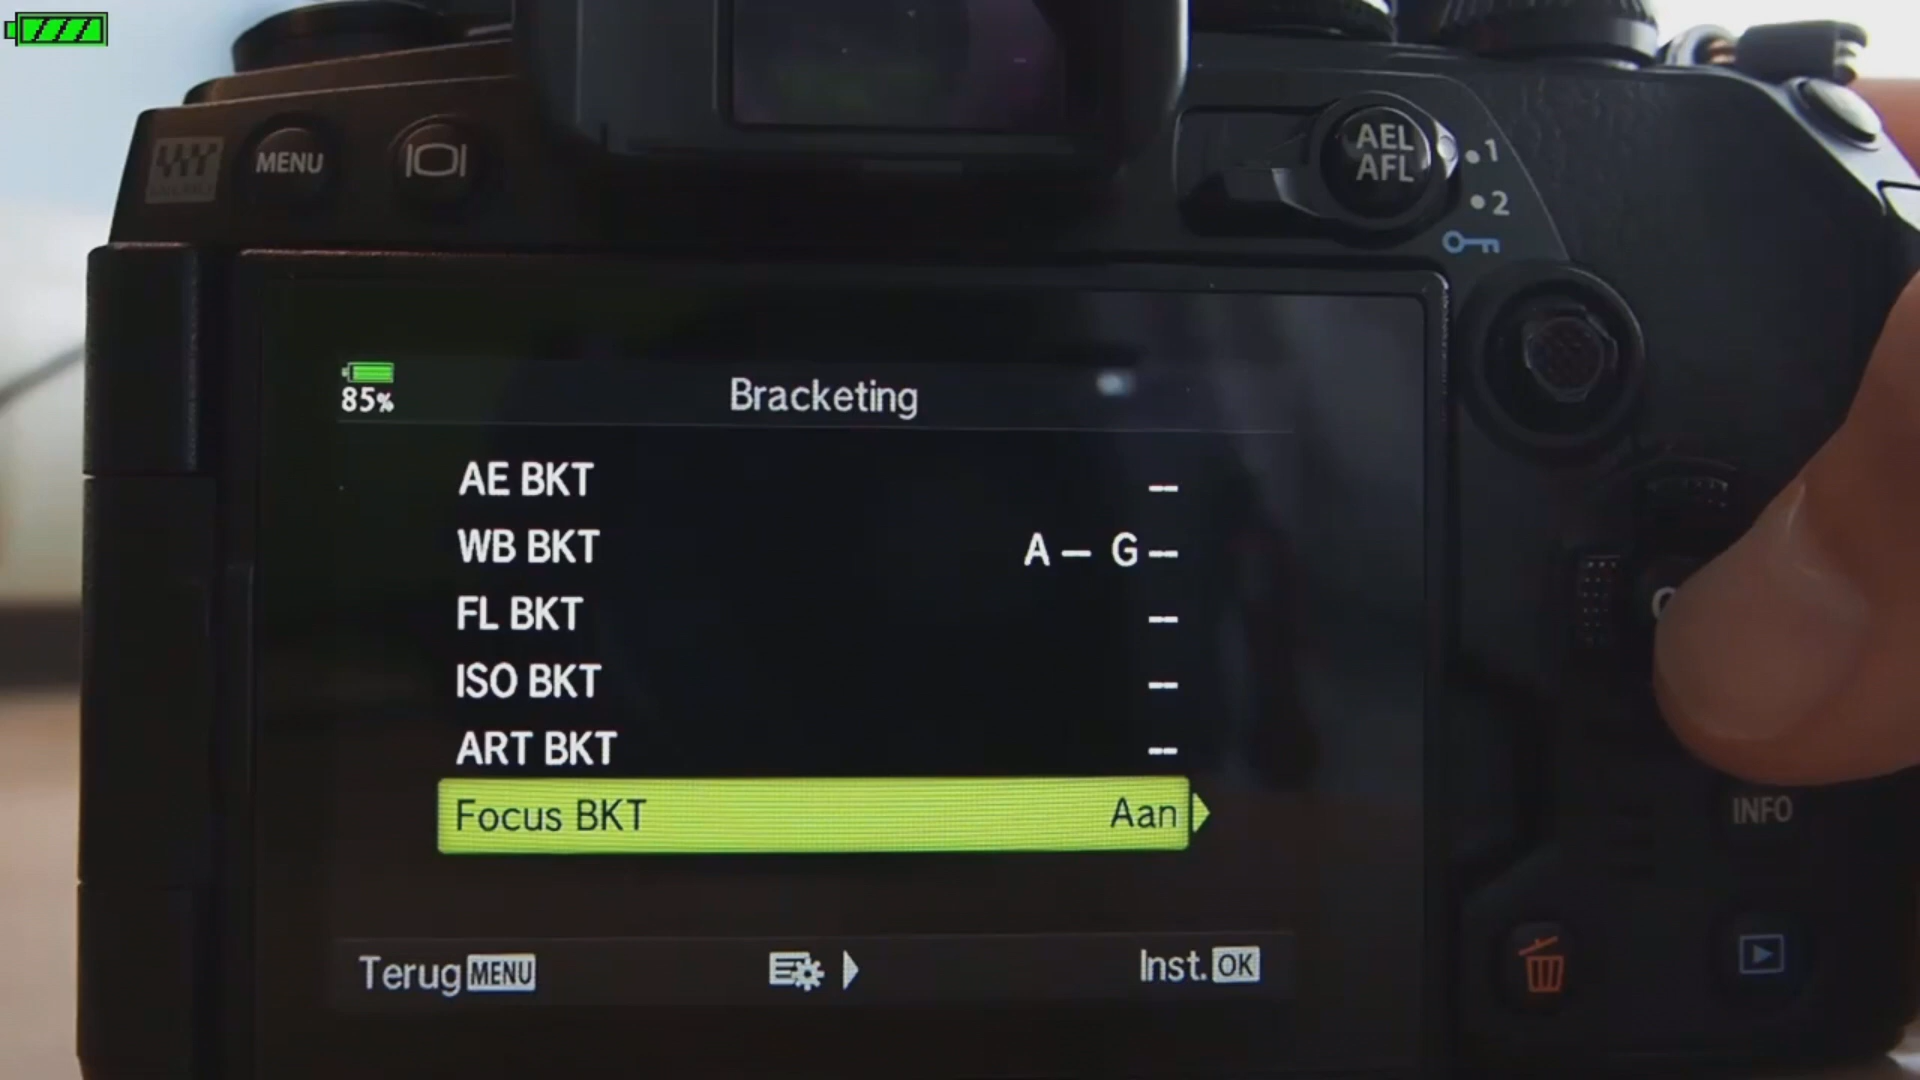 MENU
AEL
AFL
1
2
85%
Bracketing
AE BKT --
WB BKT A – G --
FL BKT --
ISO BKT --
ART BKT --
Focus BKT Aan
INFO
Terug MENU
Inst. OK